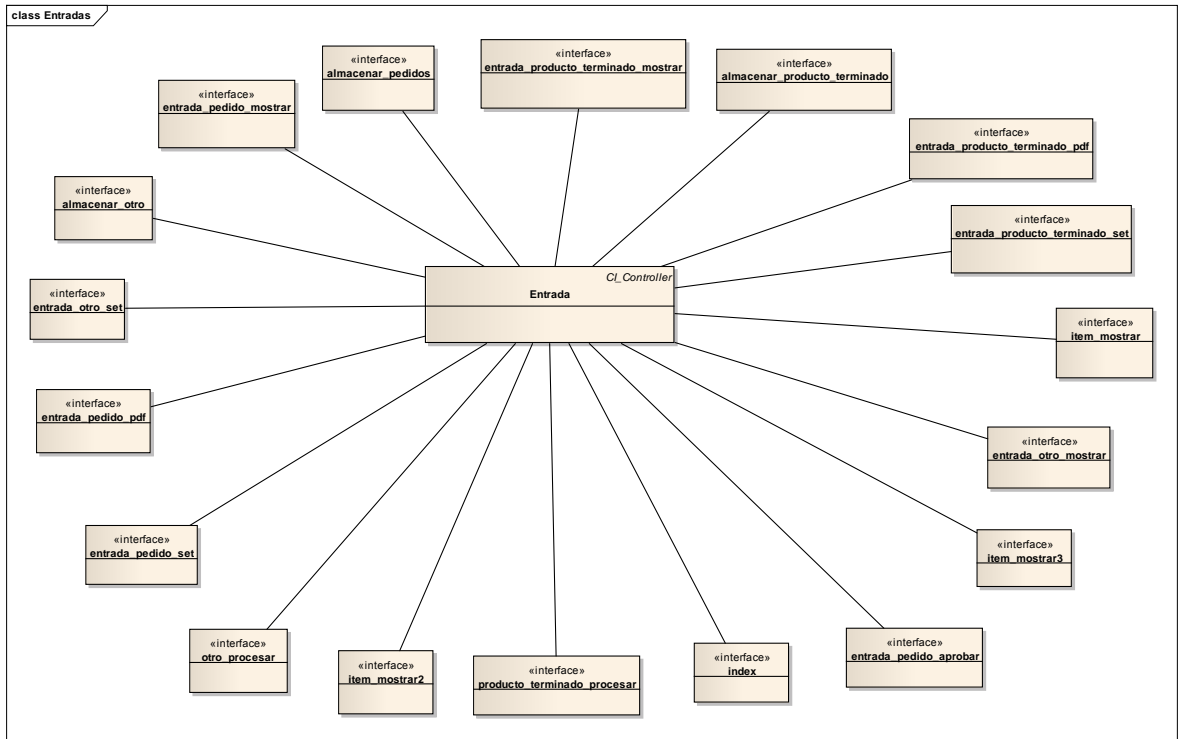 class Entradas
«interface»
almacenar_pedidos
«interface»
entrada_producto_terminado_mostrar
«interface»
almacenar_producto_terminado
«interface»
entrada_pedido_mostrar
«interface»
entrada_producto_terminado_pdf
«interface»
almacenar_otro
«interface»
entrada_producto_terminado_set
CI_Controller
Entrada
«interface»
entrada_otro_set
«interface»
item_mostrar
«interface»
entrada_pedido_pdf
«interface»
entrada_otro_mostrar
«interface»
entrada_pedido_set
«interface»
item_mostrar3
«interface»
otro_procesar
«interface»
item_mostrar2
«interface»
producto_terminado_procesar
«interface»
index
«interface»
entrada_pedido_aprobar